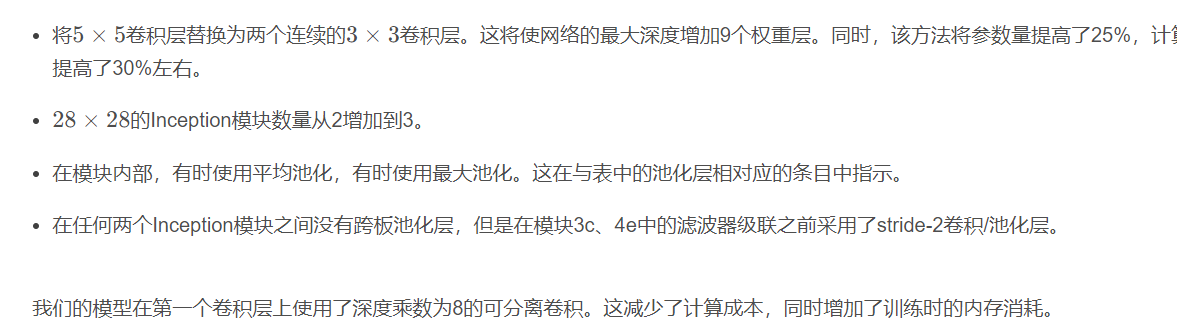 • 将5 × 5卷积层替换为两个连续的3 × 3卷积层。这将使网络的最大深度增加9个权重层。同时，该方法将参数量提高了25%，计
提高了30%左右。
• 28 × 28的Inception模块数量从2增加到3。
• 在模块内部，有时使用平均池化，有时使用最大池化。这在与表中的池化层相对应的条目中指示。
• 在任何两个Inception模块之间没有跨板池化层，但是在模块3c、4e中的滤波器级联之前采用了stride-2卷积/池化层。
我们的模型在第一个卷积层上使用了深度乘数为8的可分离卷积。这减少了计算成本，同时增加了训练时的内存消耗。